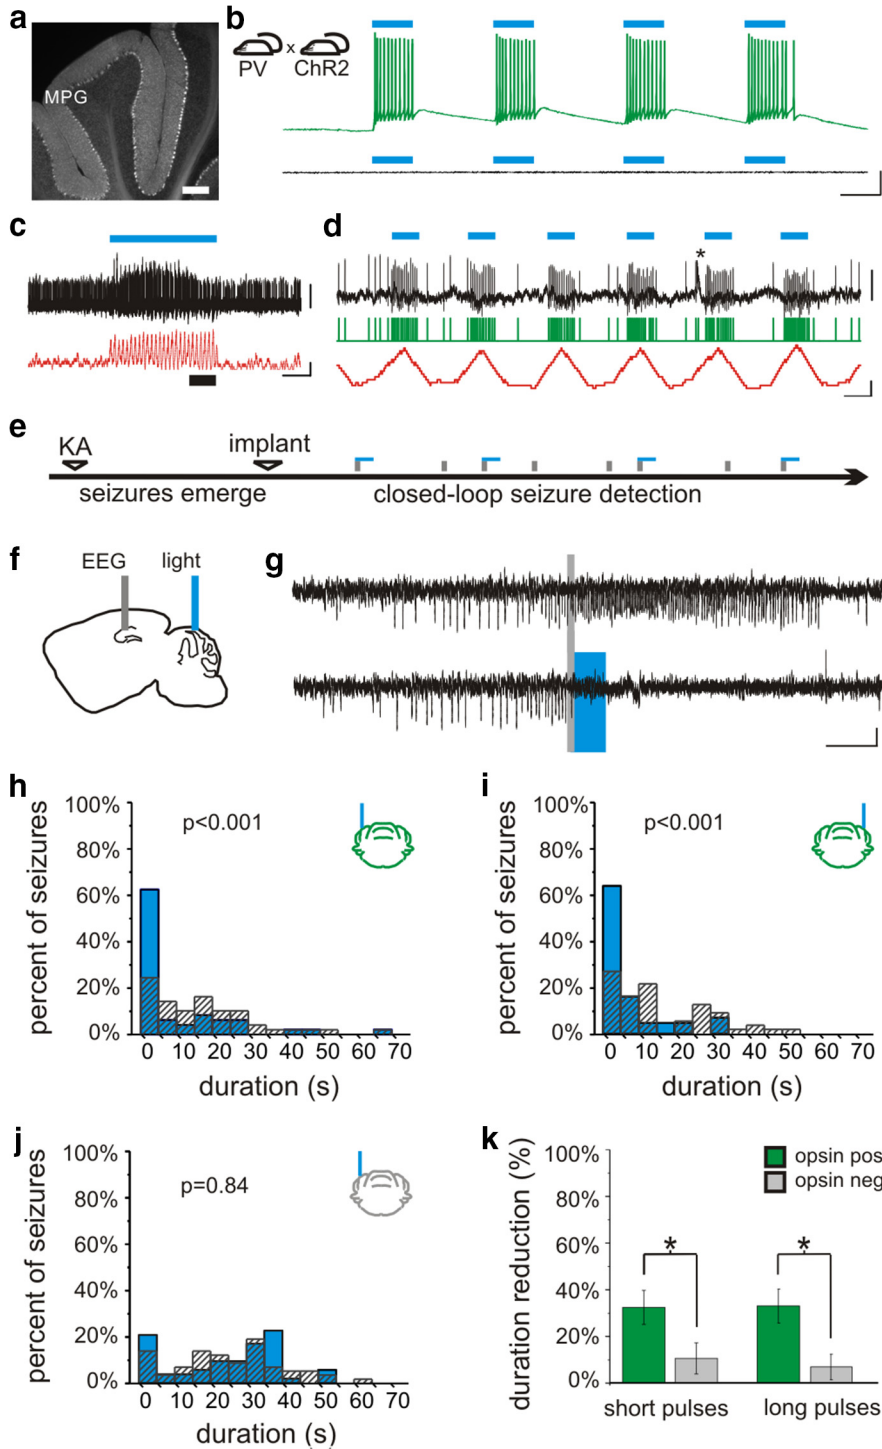 a
MPG
b
PV x ChR2
c
d
*
e
KA
implant
seizures emerge
closed-loop seizure detection
f
EEG
light
g
h
percent of seizures
100%
80%
60%
40%
20%
0%
p<0.001
0 10 20 30 40 50 60 70
duration (s)
i
percent of seizures
100%
80%
60%
40%
20%
0%
p<0.001
0 10 20 30 40 50 60 70
duration (s)
j
percent of seizures
100%
80%
60%
40%
20%
0%
p=0.84
0 10 20 30 40 50 60 70
duration (s)
k
duration reduction (%)
100%
80%
60%
40%
20%
0%
opsin pos
opsin neg
*
*
short pulses
long pulses